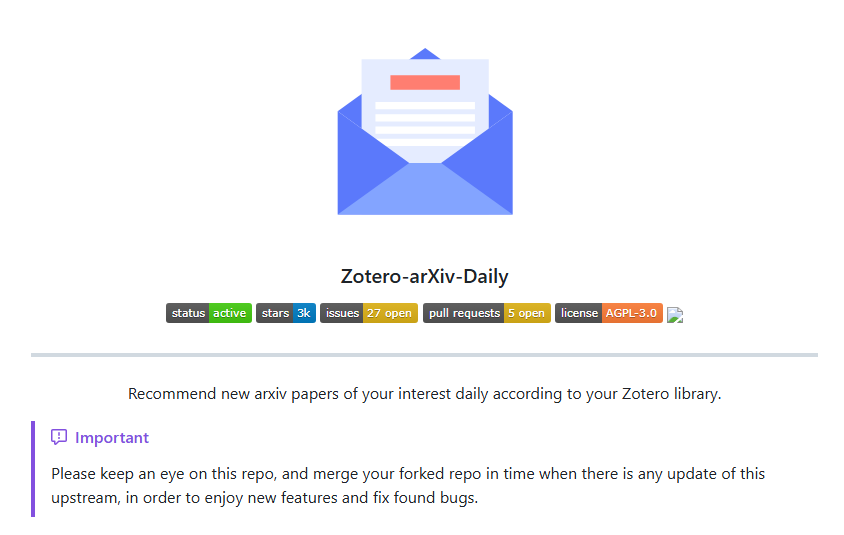 Zotero-arXiv-Daily
status active stars 3k issues 27 open pull requests 5 open license AGPL-3.0
Recommend new arxiv papers of your interest daily according to your Zotero library.
Important
Please keep an eye on this repo, and merge your forked repo in time when there is any update of this
upstream, in order to enjoy new features and fix found bugs.